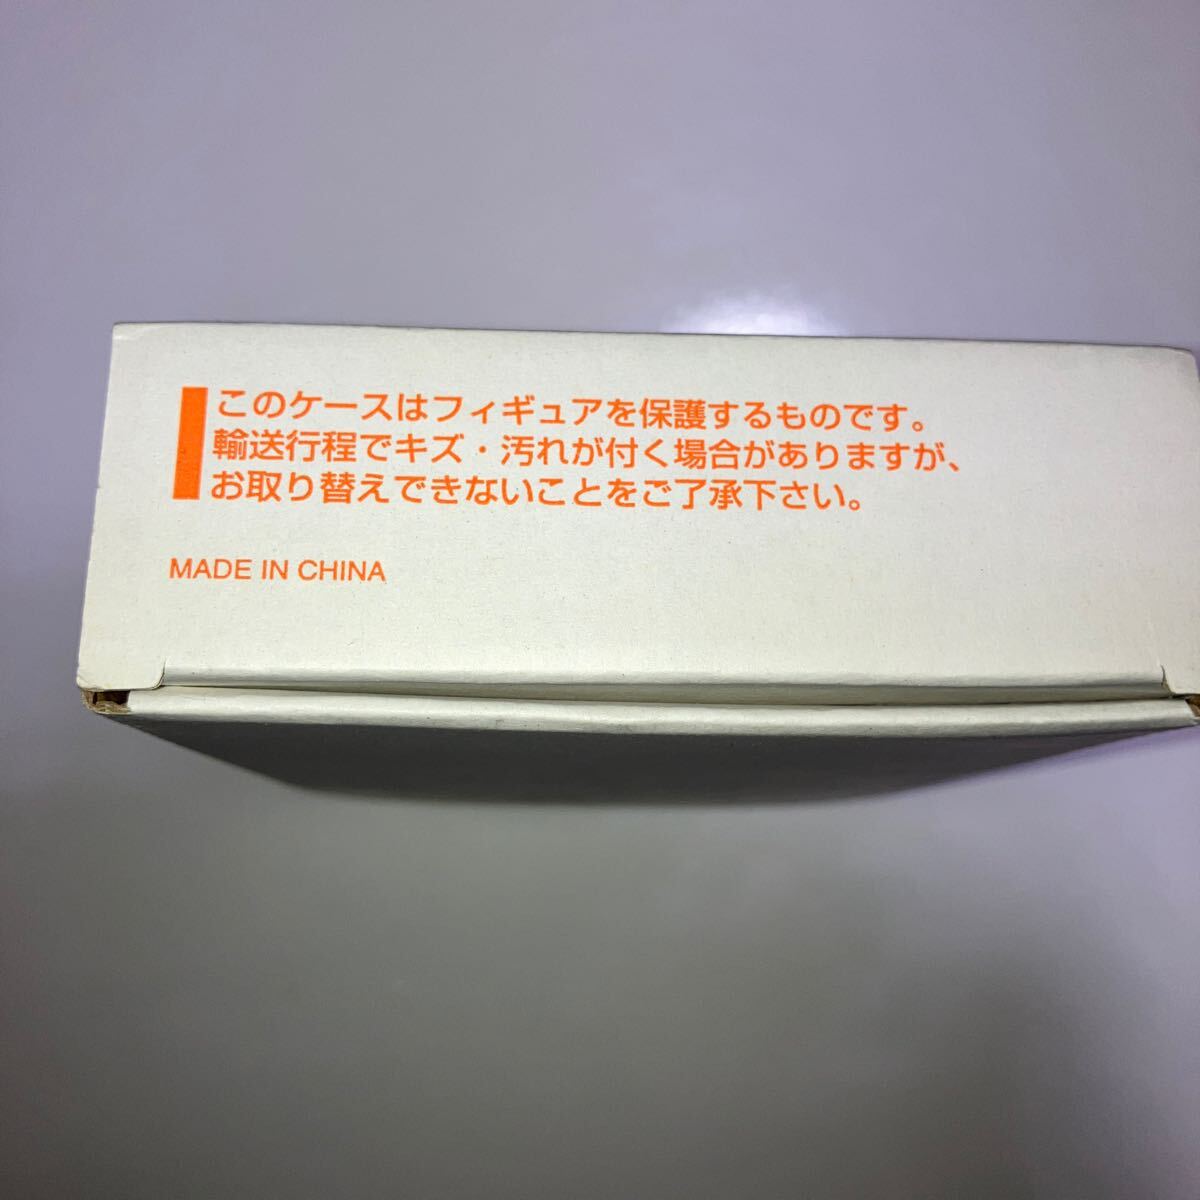 このケースはフィギュアを保護するものです。
輸送行程でキズ・汚れが付く場合がありますが、
お取り替えできないことをご了承下さい。
MADE IN CHINA